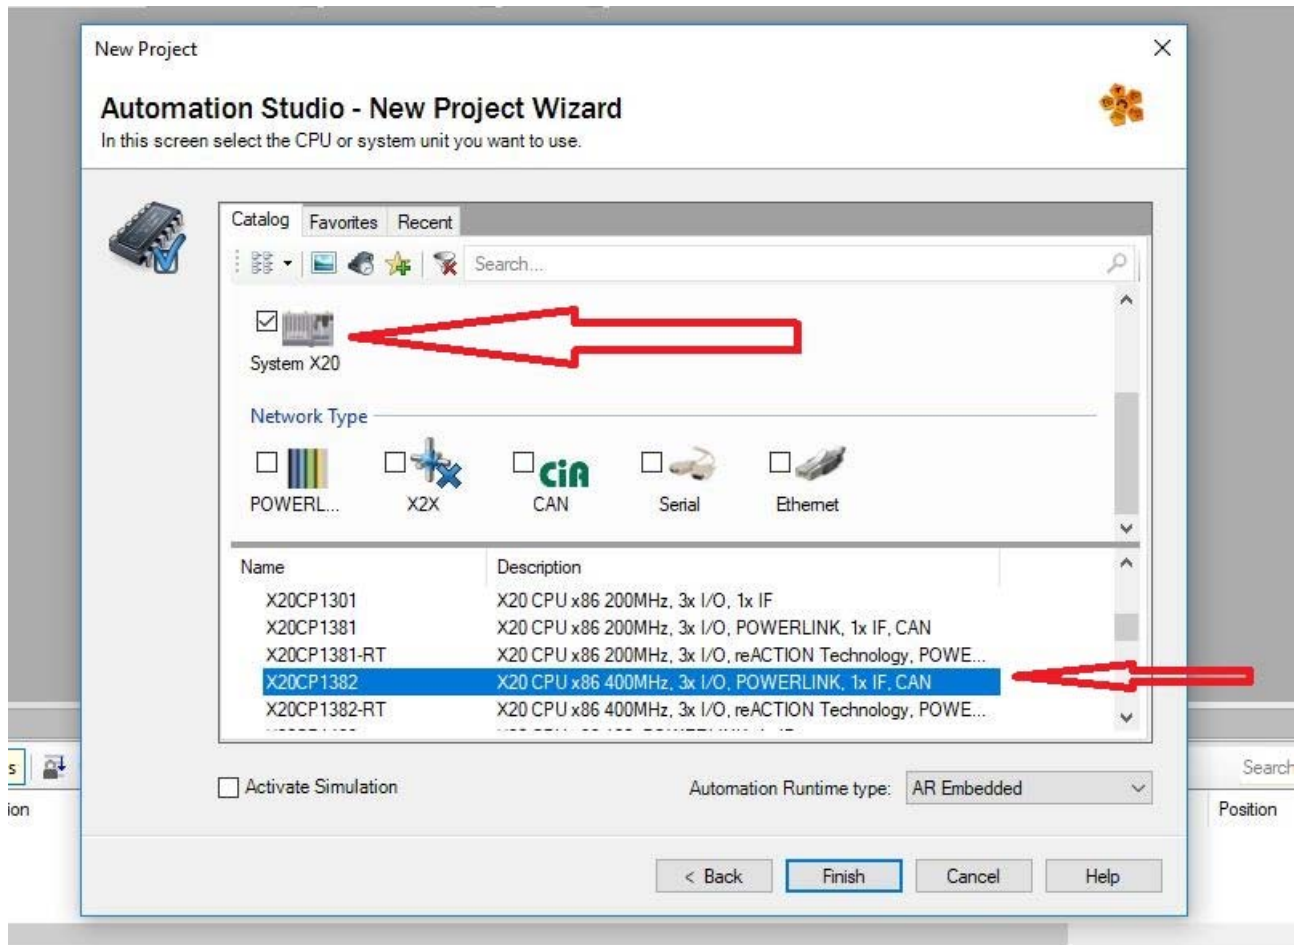 New Project
Automation Studio - New Project Wizard
In this screen select the CPU or system unit you want to use.
Catalog Favorites Recent
Search...
System X20
Network Type
CiA
POWERL... X2X CAN Serial Ethernet
Name Description
X20CP1301 X20 CPU x86 200MHz, 3x I/O, 1x IF
X20CP1381 X20 CPU x86 200MHz, 3x I/O, POWERLINK, 1x IF, CAN
X20CP1381-RT X20 CPU x86 200MHz, 3x I/O, reACTION Technology, POWE...
X20CP1382 X20 CPU x86 400MHz, 3x I/O, POWERLINK, 1x IF, CAN
X20CP1382-RT X20 CPU x86 400MHz, 3x I/O, reACTION Technology, POWE...
s Search
Activate Simulation Automation Runtime type: AR Embedded
ion Position
< Back Finish Cancel Help